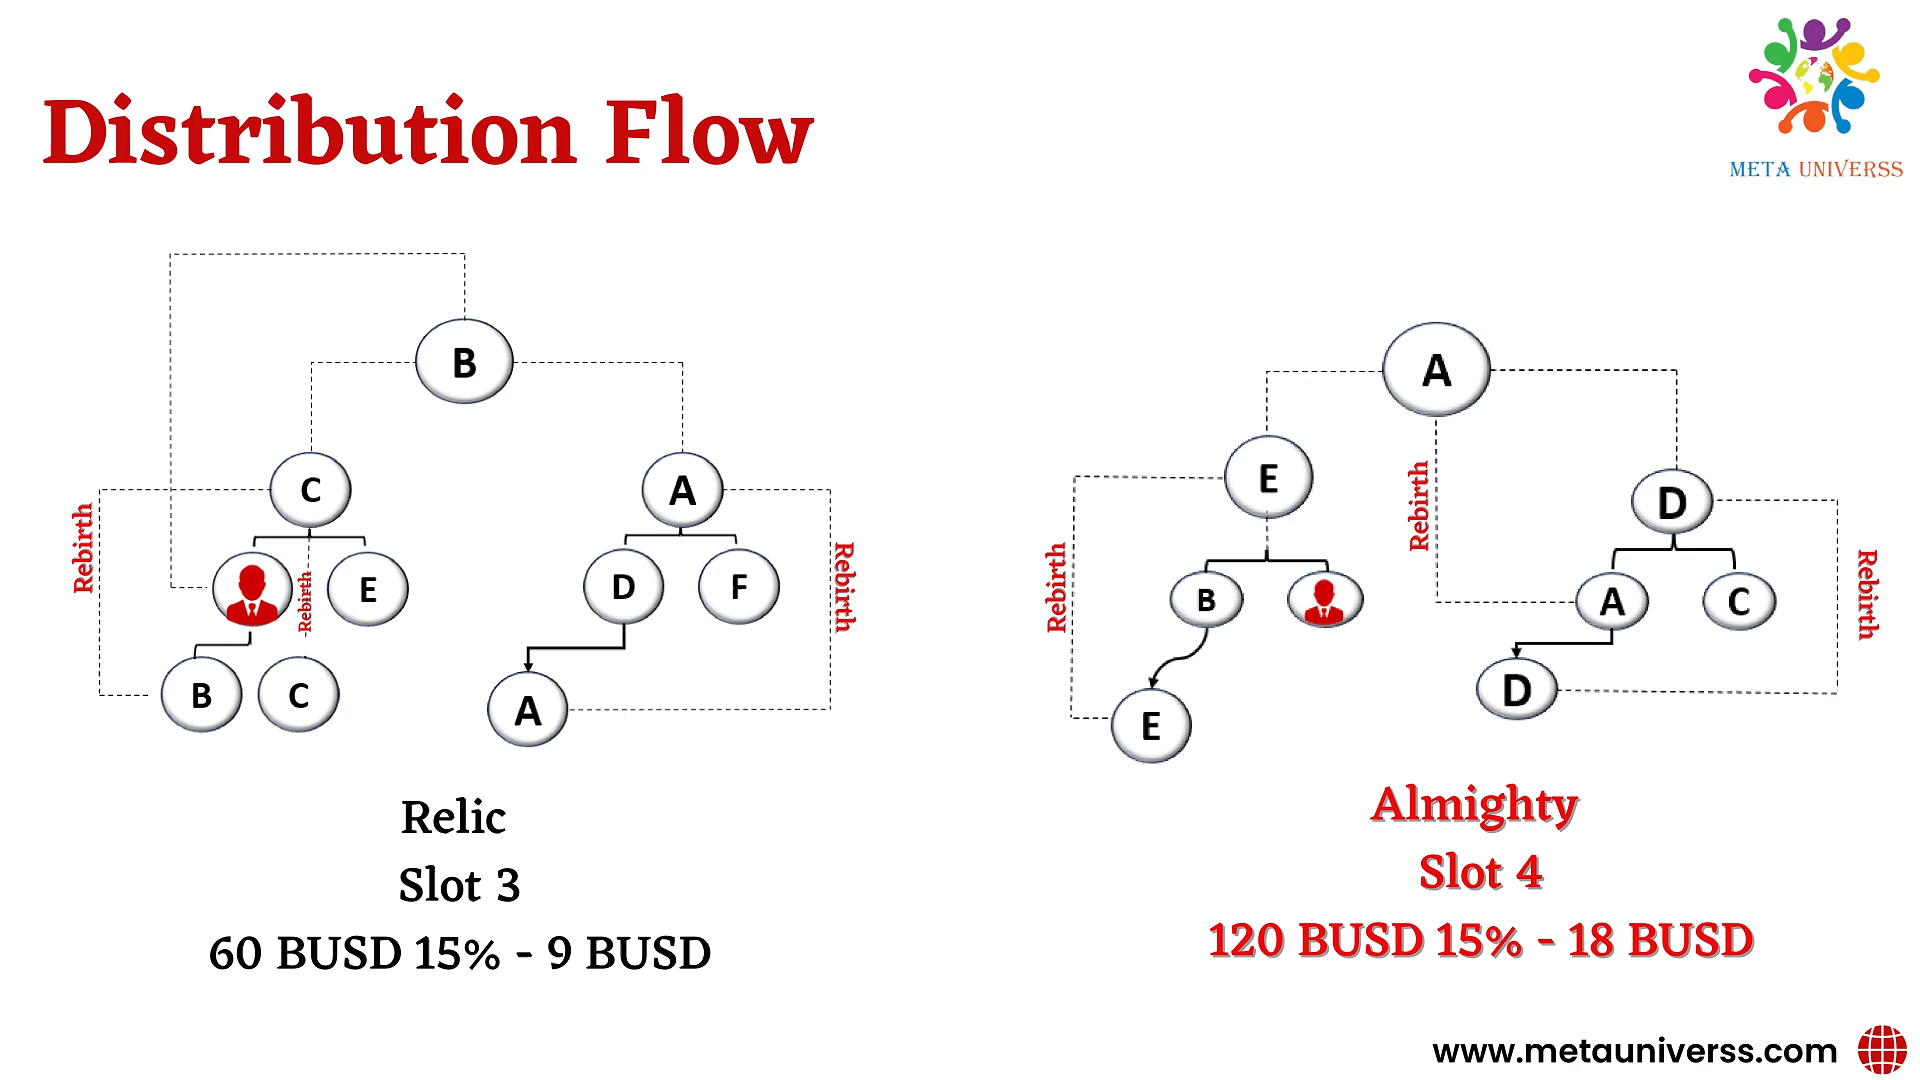 Distribution Flow
META UNIVERSS
B
C
A
Rebirth
E
Rebirth
D
F
Rebirth
B
C
A
Relic
Slot 3
60 BUSD 15% - 9 BUSD
A
E
D
Rebirth
Rebirth
B
A
C
Rebirth
E
D
Almighty
Slot 4
120 BUSD 15% - 18 BUSD
www.metauniverss.com